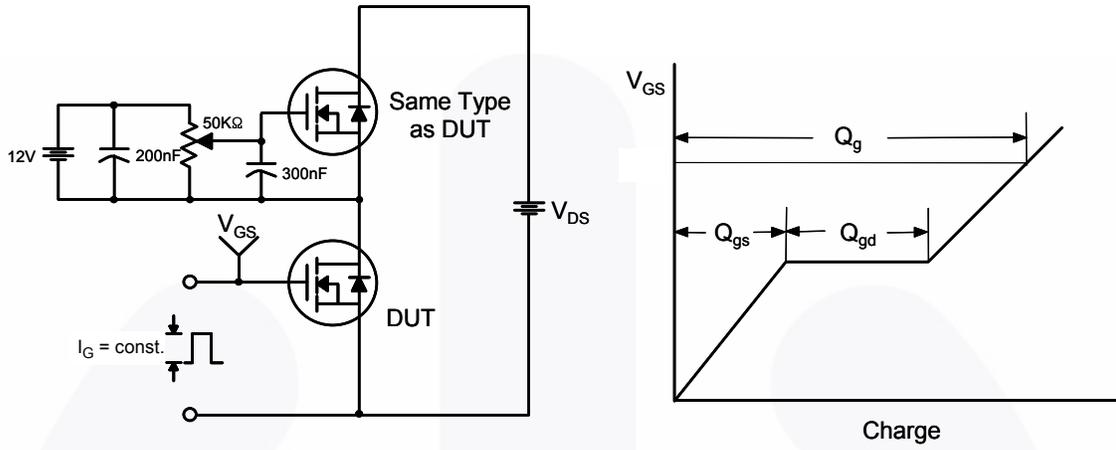 12V
200nF
50KΩ
300nF
Same Type
as DUT
V_DS
V_GS
DUT
I_G = const.
V_GS
Q_g
Q_gs
Q_gd
Charge